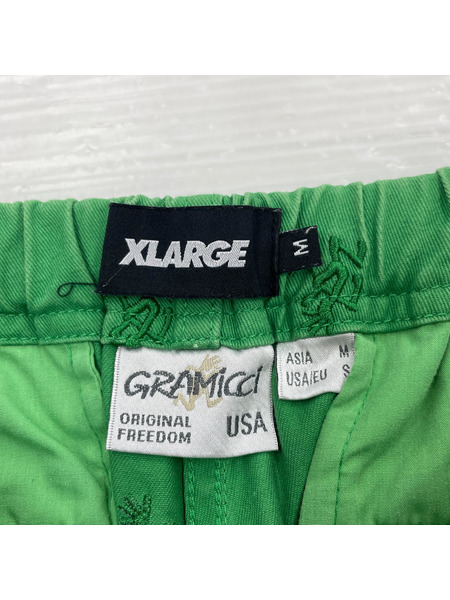 XLARGE
M
GRAMICCI
ORIGINAL
FREEDOM
USA
ASIA M
USA/EU S